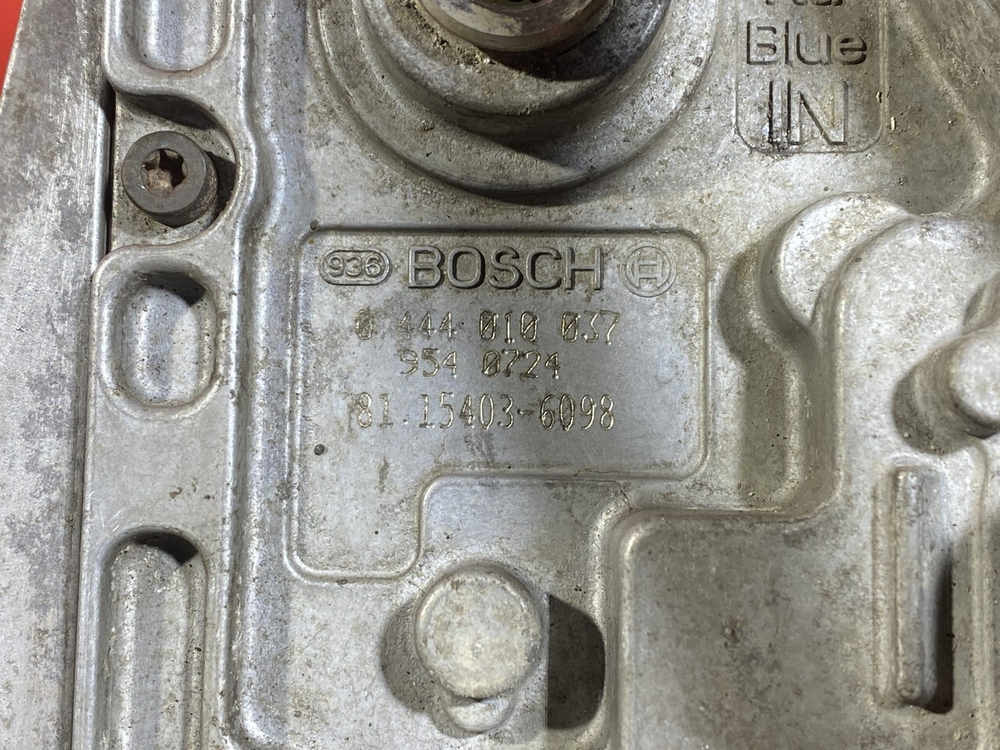 Blue
IN
936 BOSCH
0 444 010 037
954 0724
81.15403-6098